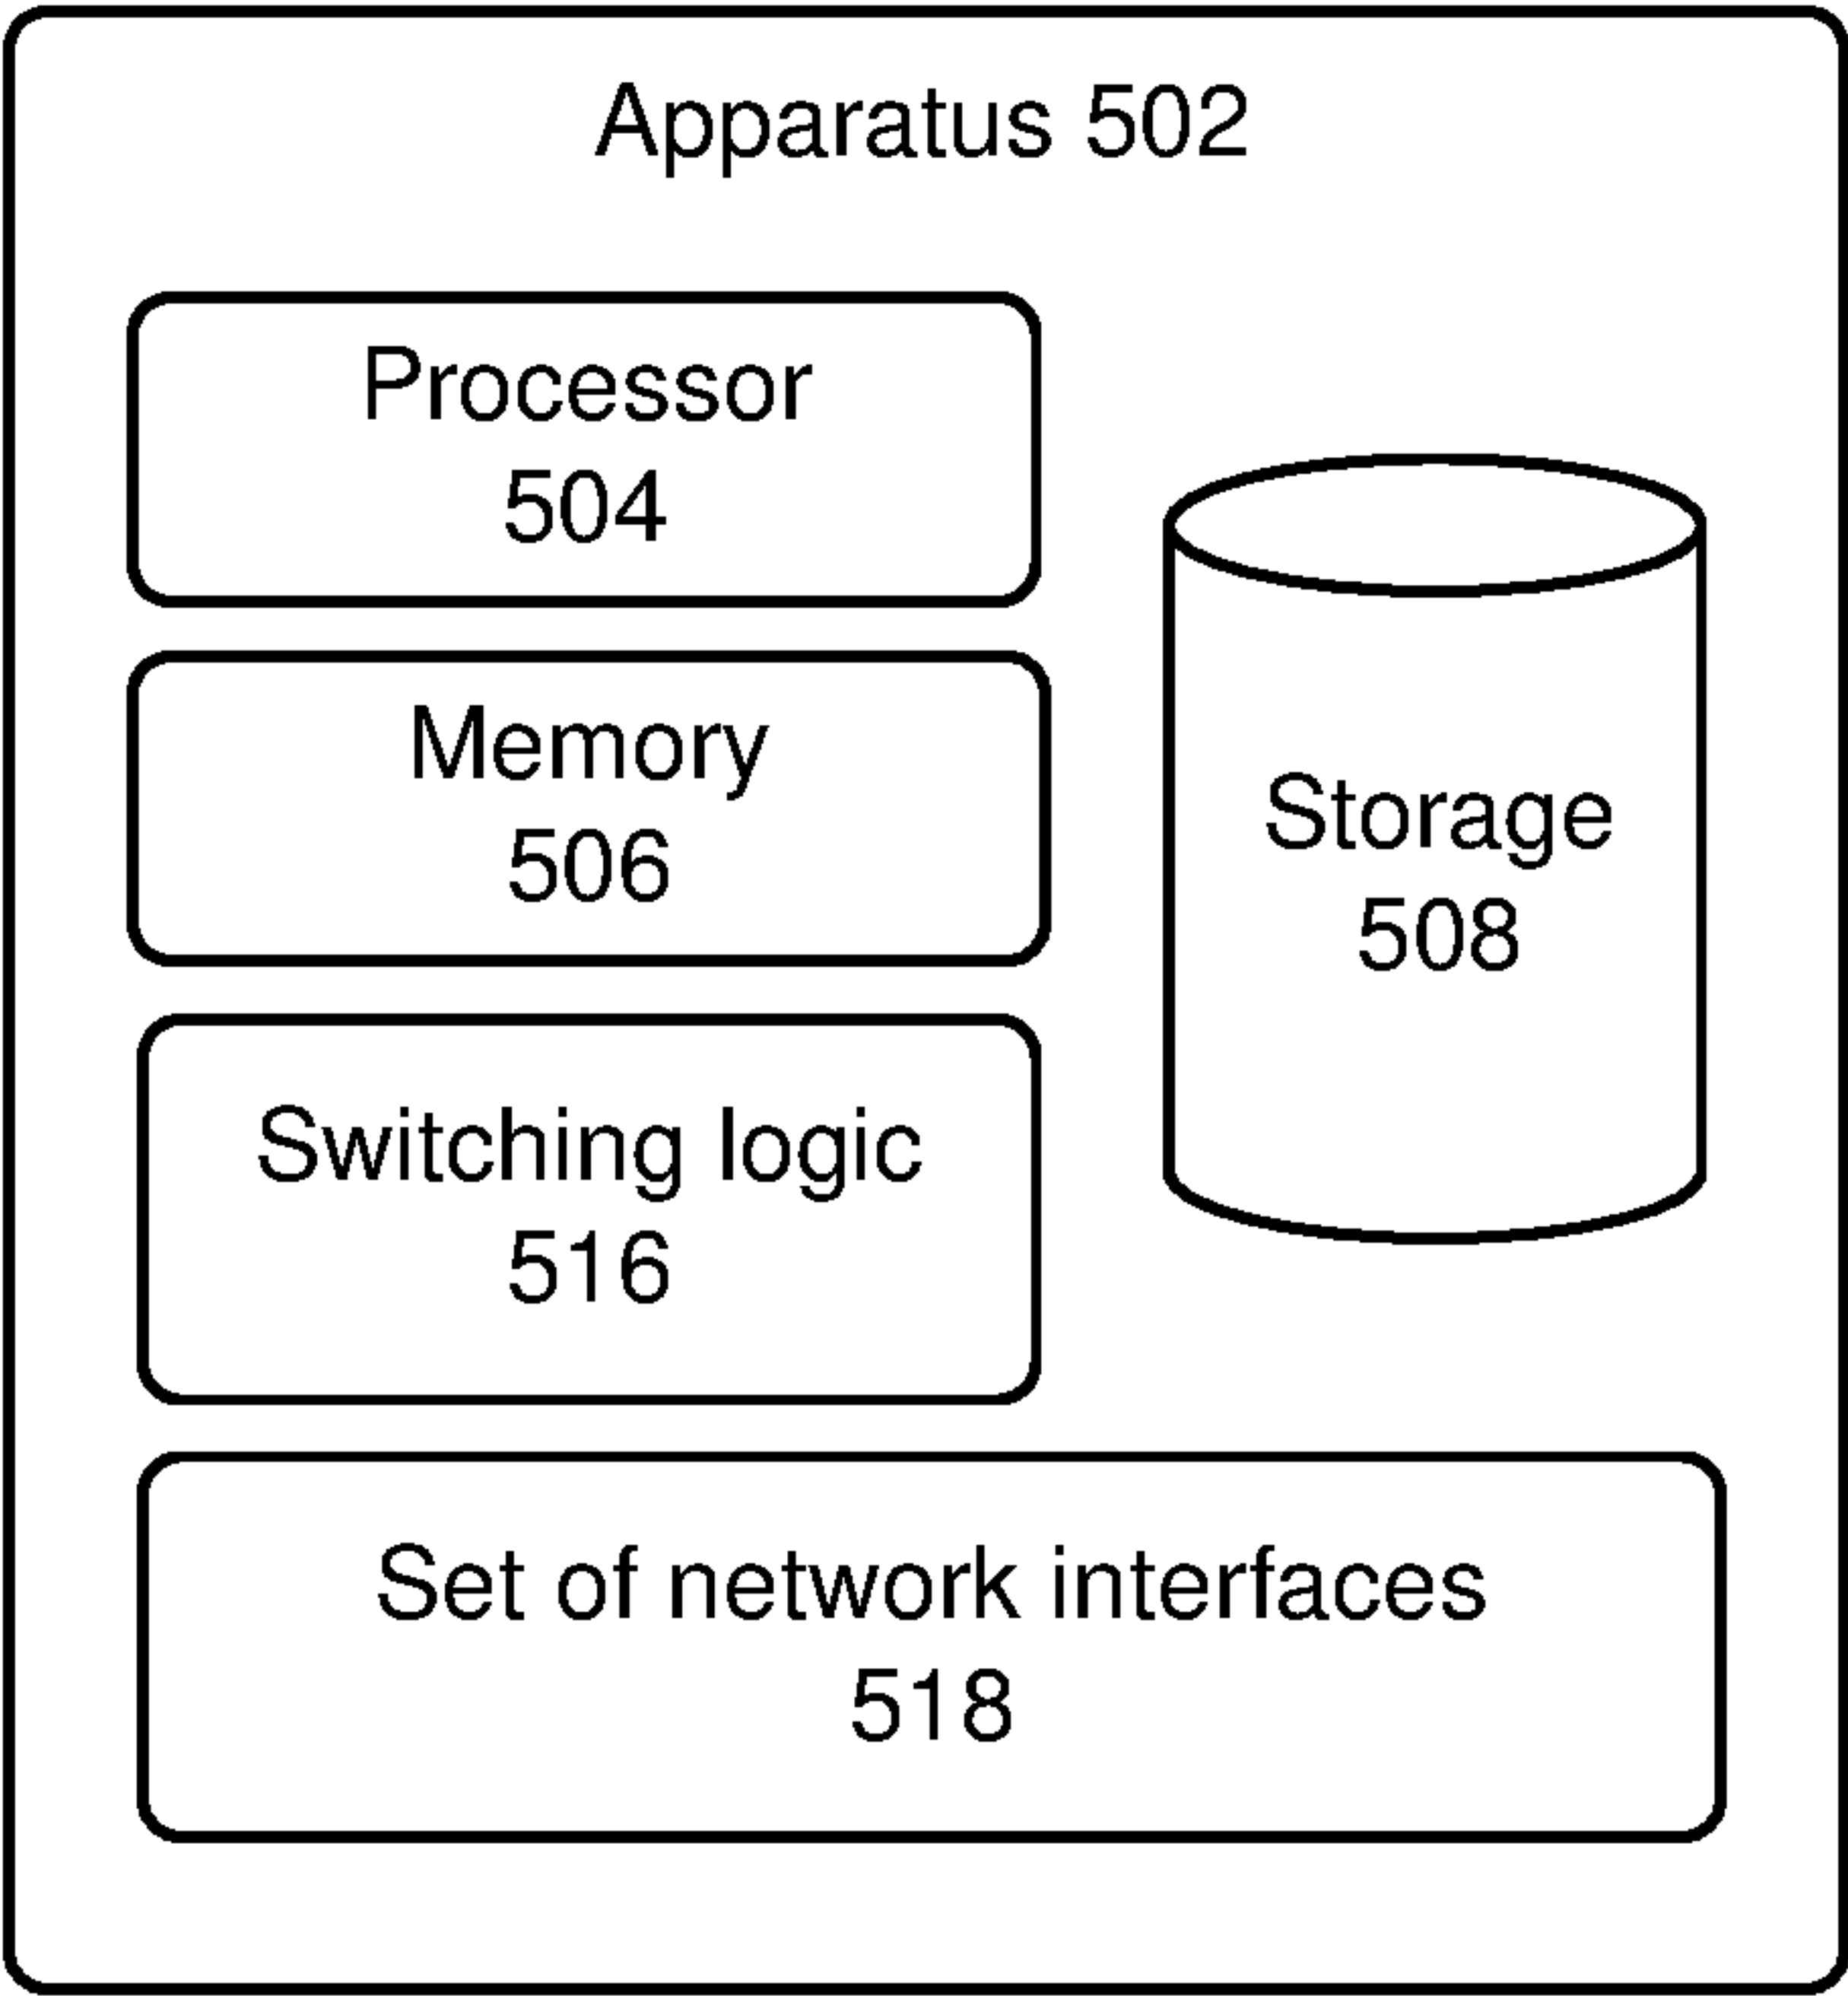 Apparatus 502
Processor
504
Memory
506
Storage
508
Switching logic
516
Set of network interfaces
518